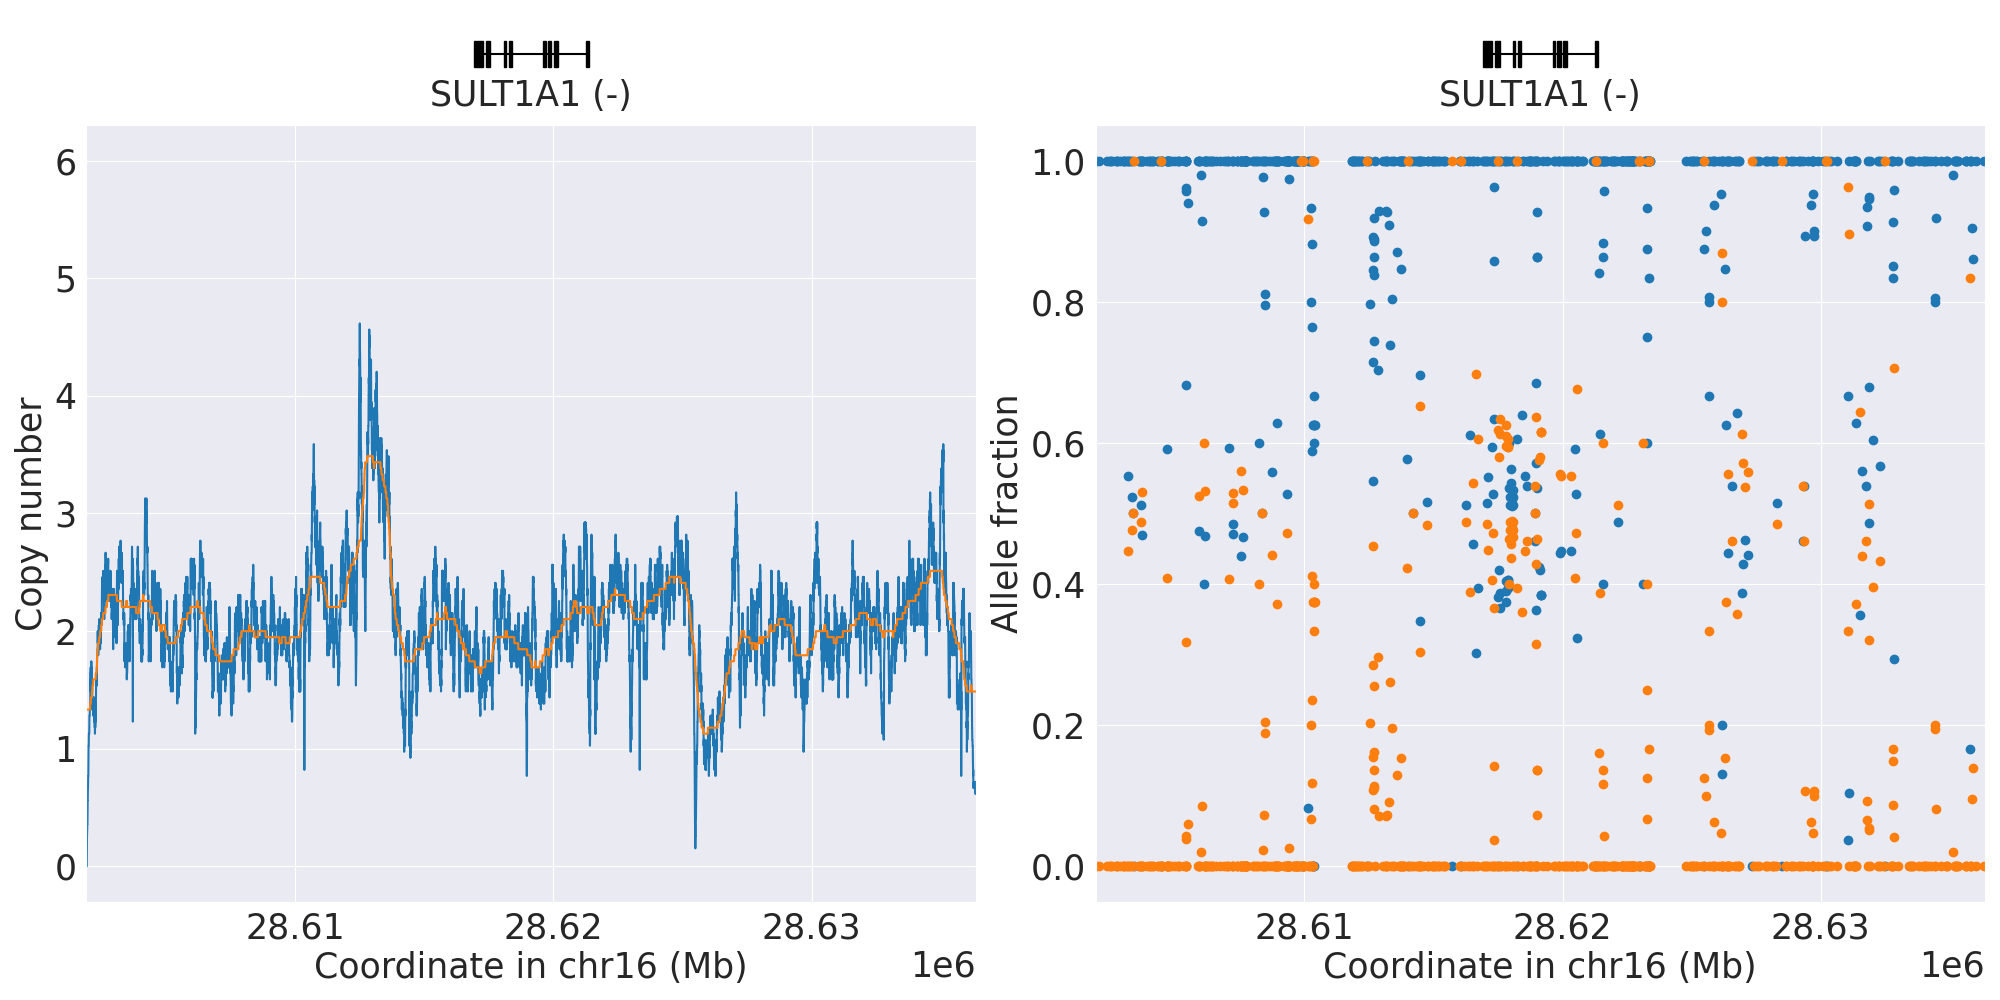 SULT1A1 (-)
6
5
4
3
2
1
0
Copy number
28.61
28.62
28.63
Coordinate in chr16 (Mb)
1e6
SULT1A1 (-)
1.0
0.8
0.6
0.4
0.2
0.0
Allele fraction
28.61
28.62
28.63
Coordinate in chr16 (Mb)
1e6